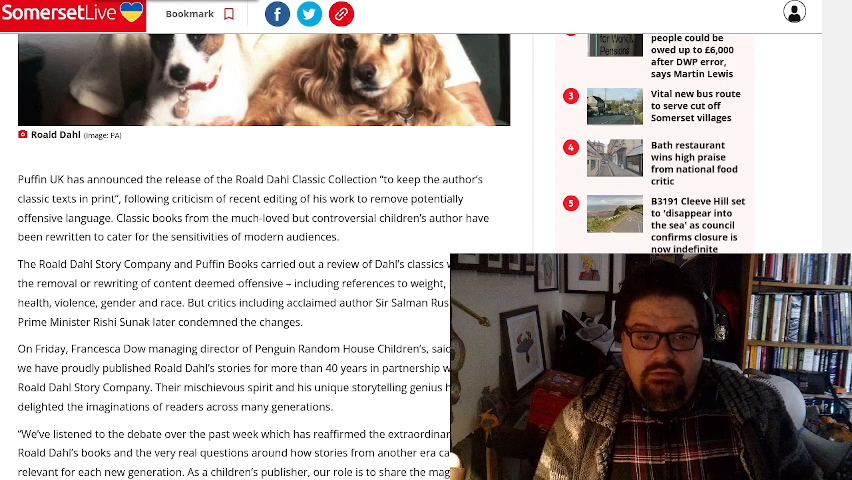 SomersetLive
Bookmark
Roald Dahl (Image: PA)
Puffin UK has announced the release of the Roald Dahl Classic Collection “to keep the author’s
classic texts in print”, following criticism of recent editing of his work to remove potentially
offensive language. Classic books from the much-loved but controversial children’s author have
been rewritten to cater for the sensitivities of modern audiences.
The Roald Dahl Story Company and Puffin Books carried out a review of Dahl’s classics
the removal or rewriting of content deemed offensive – including references to weight,
health, violence, gender and race. But critics including acclaimed author Sir Salman Rus
Prime Minister Rishi Sunak later condemned the changes.
On Friday, Francesca Dow managing director of Penguin Random House Children’s, said
we have proudly published Roald Dahl’s stories for more than 40 years in partnership w
Roald Dahl Story Company. Their mischievous spirit and his unique storytelling genius h
delighted the imaginations of readers across many generations.
“We’ve listened to the debate over the past week which has reaffirmed the extraordinar
Roald Dahl’s books and the very real questions around how stories from another era ca
relevant for each new generation. As a children’s publisher, our role is to share the mag
for Work
Pensions
people could be
owed up to £6,000
after DWP error,
says Martin Lewis
3
Vital new bus route
to serve cut off
Somerset villages
4
Bath restaurant
wins high praise
from national food
critic
5
B3191 Cleeve Hill set
to 'disappear into
the sea' as council
confirms closure is
now indefinite